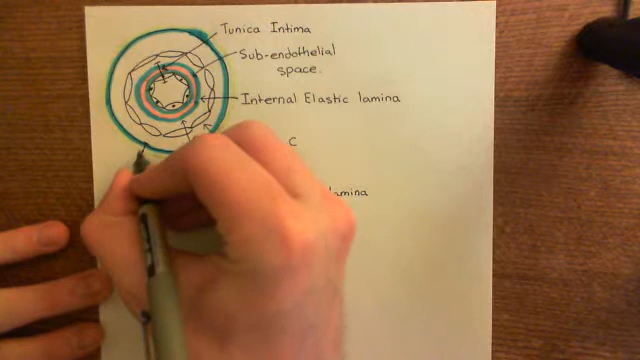 Tunica Intima
Sub-endothelial
space.
Internal Elastic lamina
C
lamina